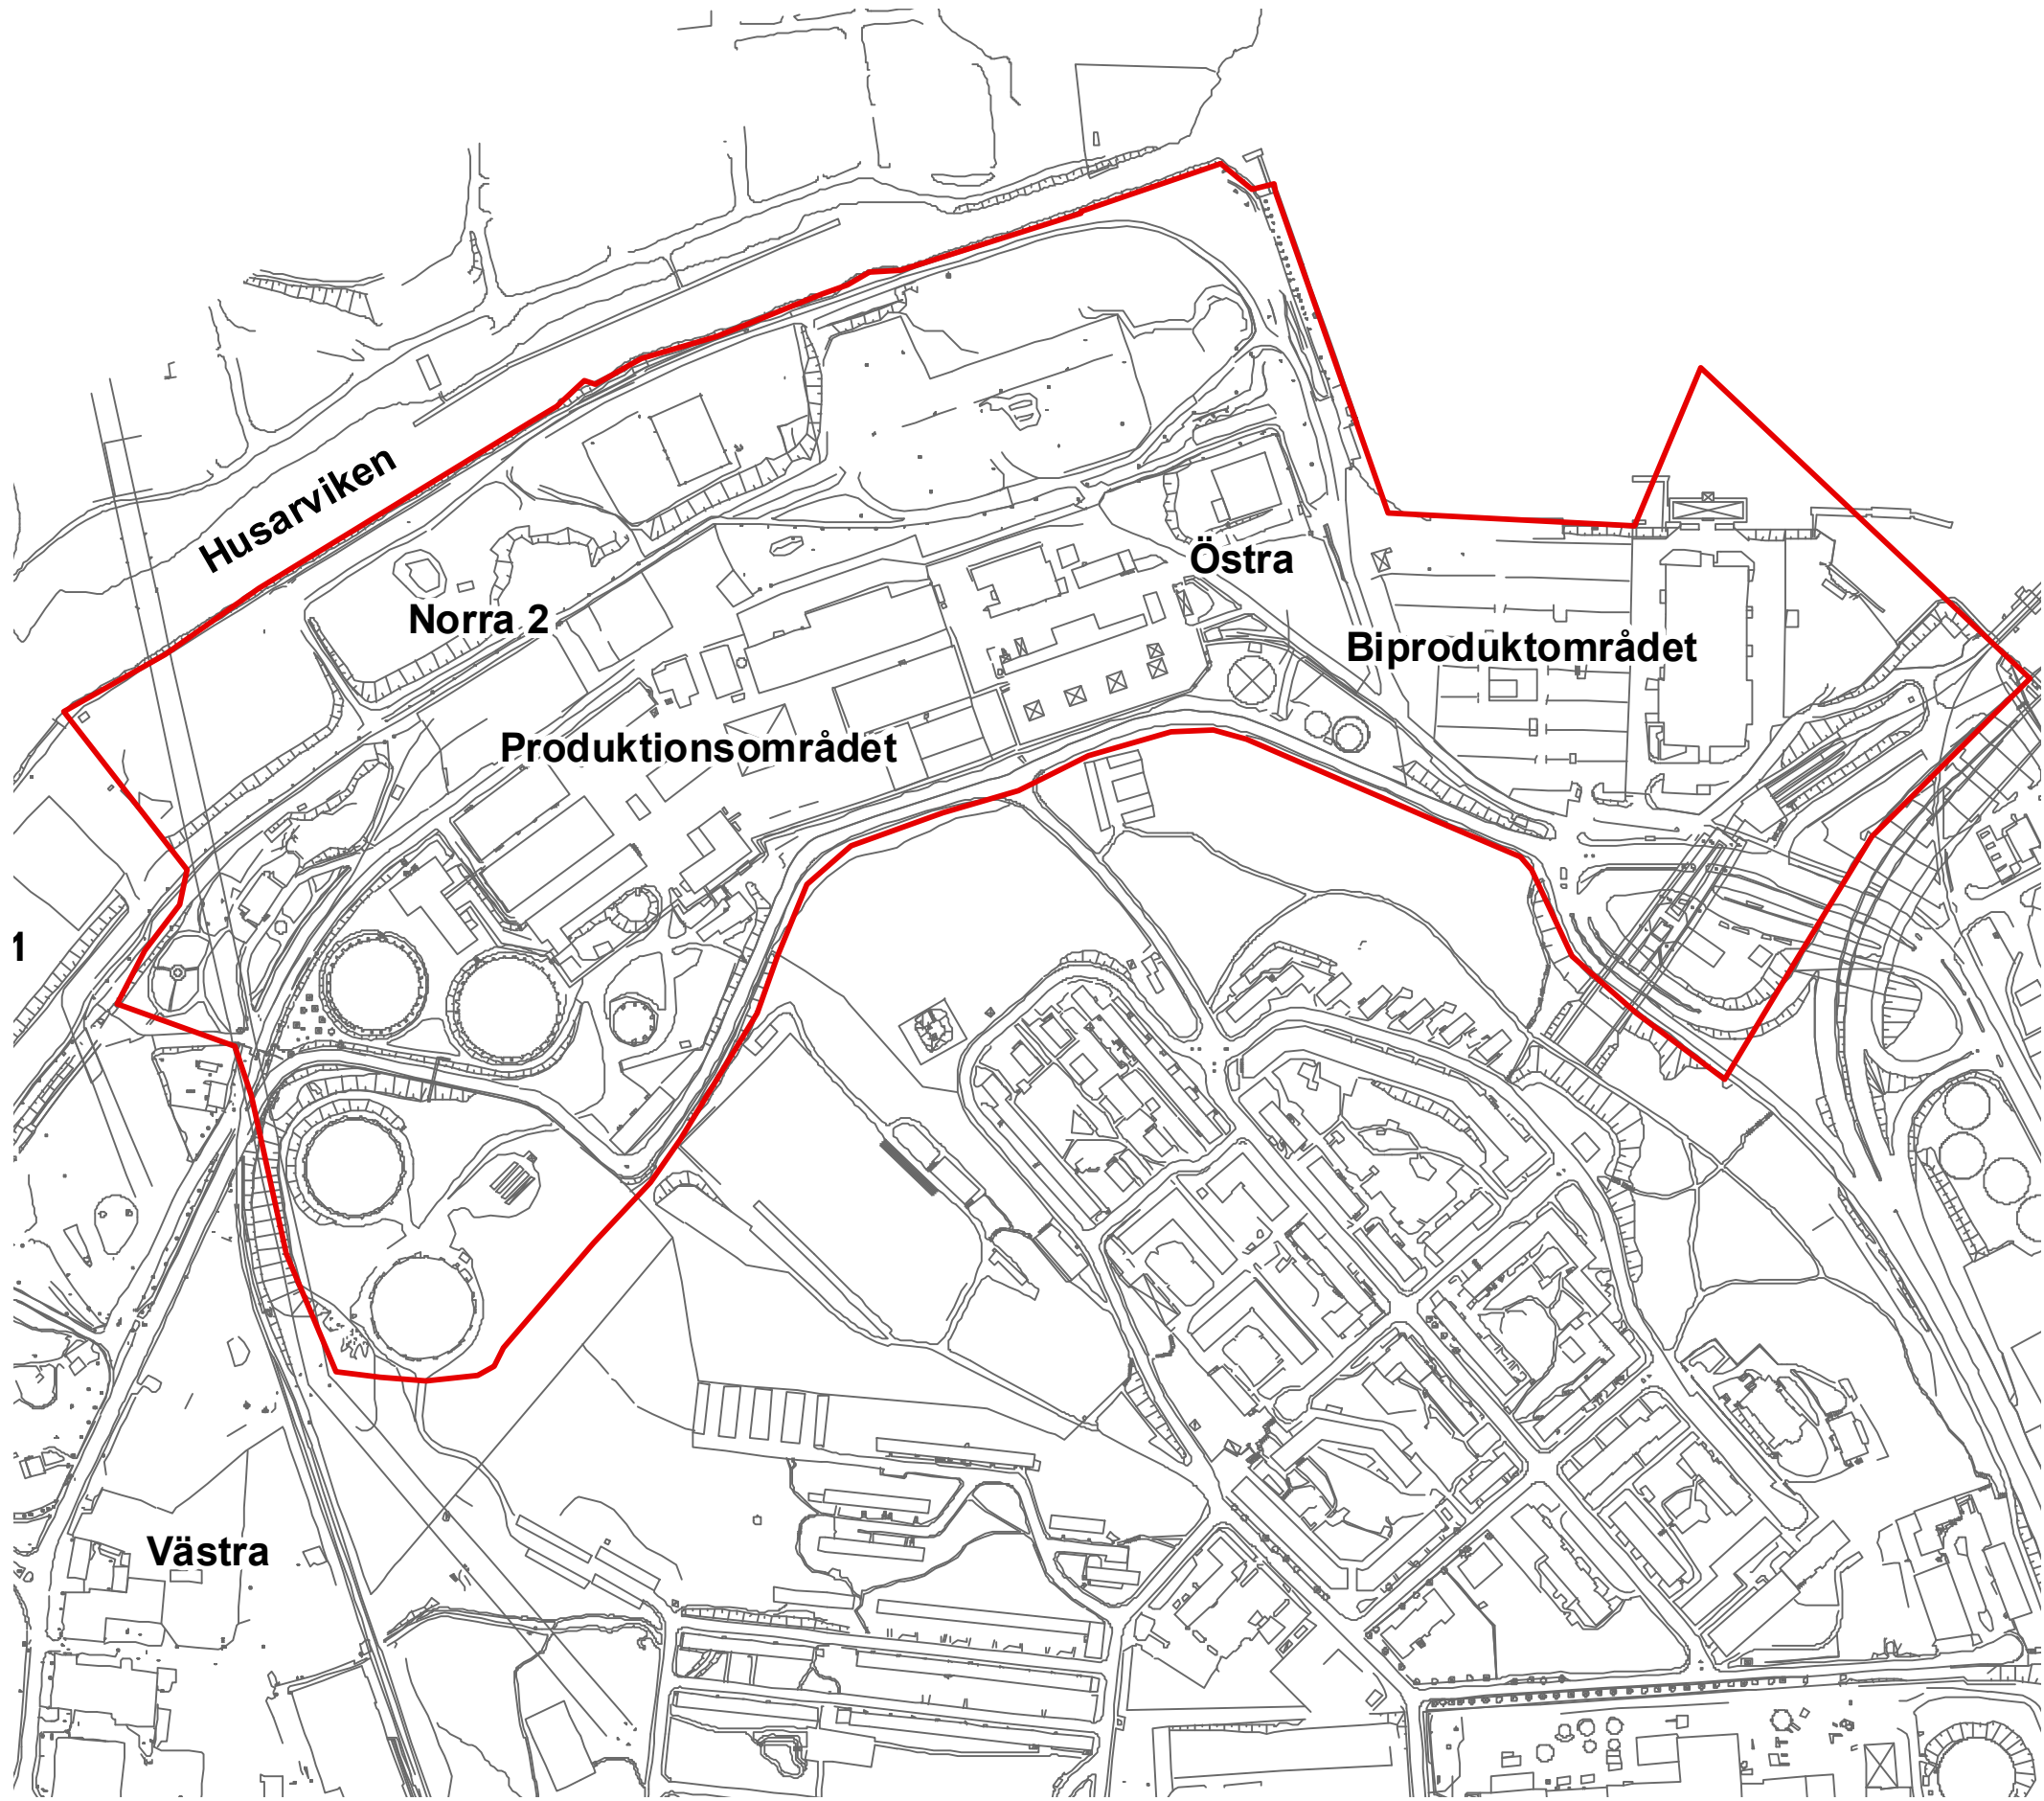 Husarviken
Östra
Norra 2
Biproduktområdet
Produktionsområdet
1
Västra